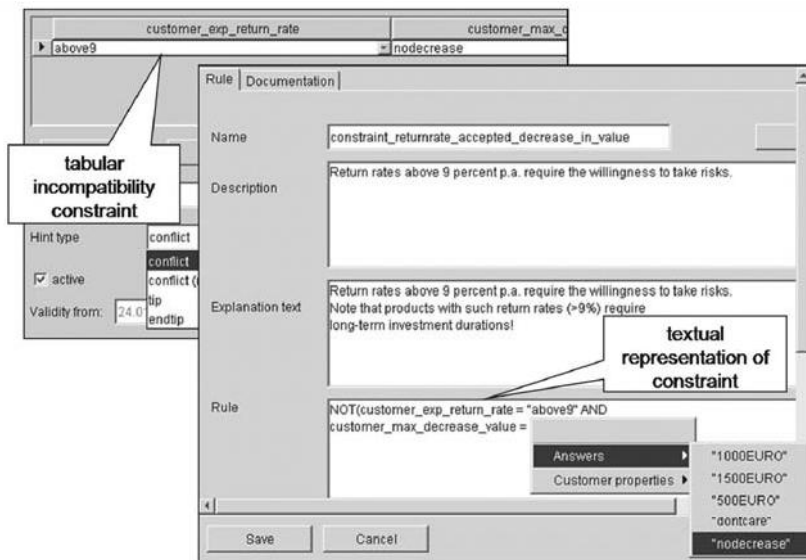 customer_exp_return_rate
customer_max_d
above9
nodecrease
tabular
incompatibility
constraint
Hint type
conflict
conflict
conflict (
tip
endtip
active
Validity from:
24.0
Rule
Documentation
Name
constraint_returnrate_accepted_decrease_in_value
Description
Return rates above 9 percent p.a. require the willingness to take risks.
Explanation text
Return rates above 9 percent p.a. require the willingness to take risks.
Note that products with such return rates (>9%) require
long-term investment durations!
textual
representation of
constraint
Rule
NOT(customer_exp_return_rate = "above9" AND
customer_max_decrease_value =
Answers
Customer properties
"1000EURO"
"1500EURO"
"500EURO"
"dontcare"
"nodecrease"
Save
Cancel